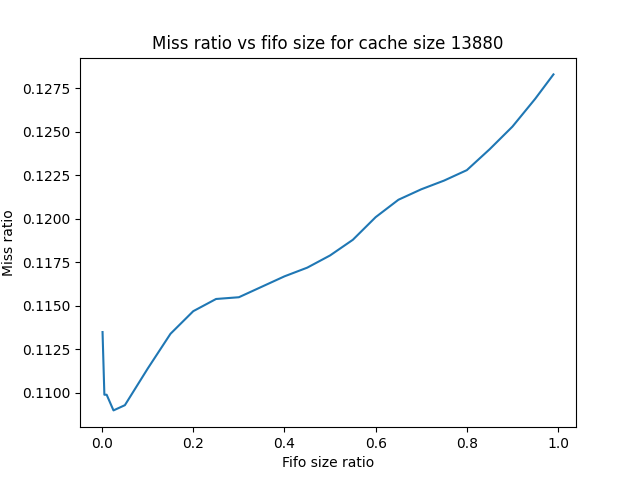 Miss ratio vs fifo size for cache size 13880
0.1275
0.1250
0.1225
0.1200
0.1175
0.1150
0.1125
0.1100
Miss ratio
0.0 0.2 0.4 0.6 0.8 1.0
Fifo size ratio